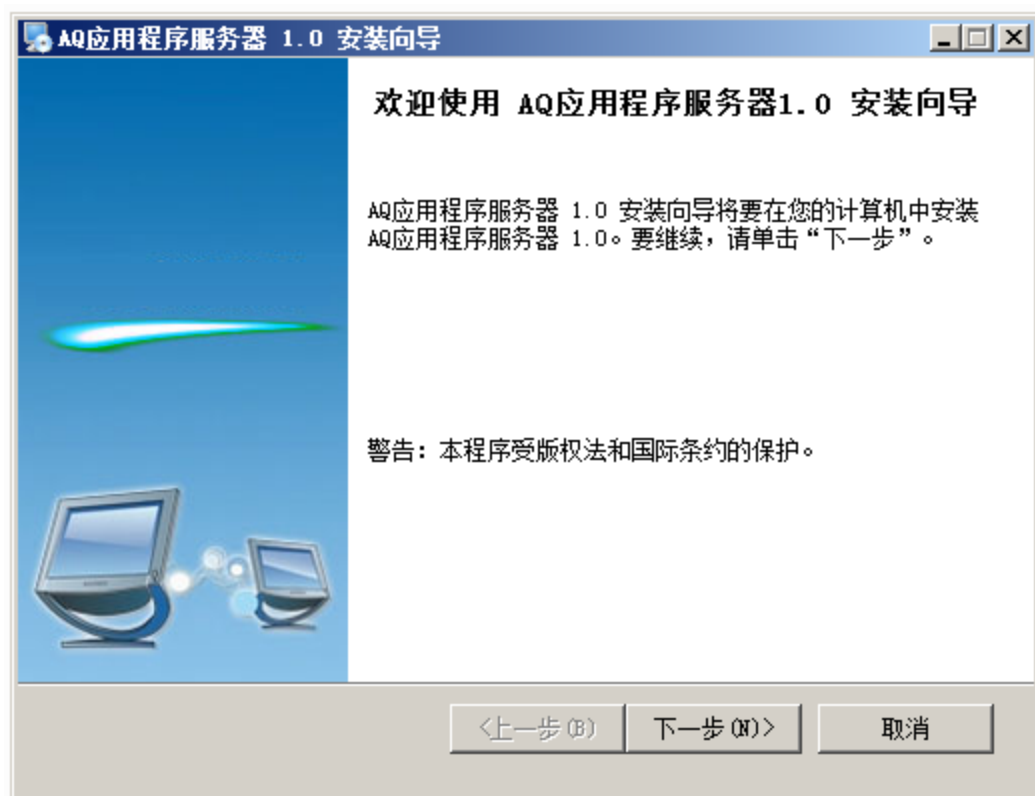 AQ应用程序服务器 1.0 安装向导
欢迎使用 AQ应用程序服务器1.0 安装向导
AQ应用程序服务器 1.0 安装向导将要在您的计算机中安装
AQ应用程序服务器 1.0。要继续，请单击“下一步”。
警告：本程序受版权法和国际条约的保护。
<上一步(B)
下一步(N)>
取消